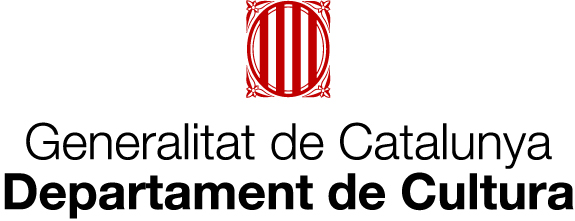 Generalitat de Catalunya
Departament de Cultura